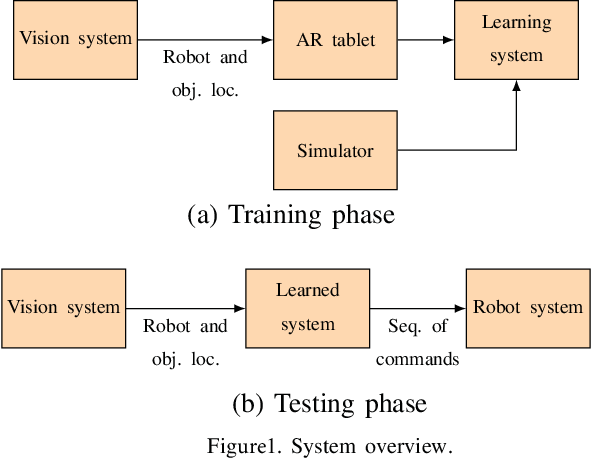 Vision system
Robot and
obj. loc.
AR tablet
Learning
system
Simulator
(a) Training phase
Vision system
Robot and
obj. loc.
Learned
system
Seq. of
commands
Robot system
(b) Testing phase
Figure1. System overview.